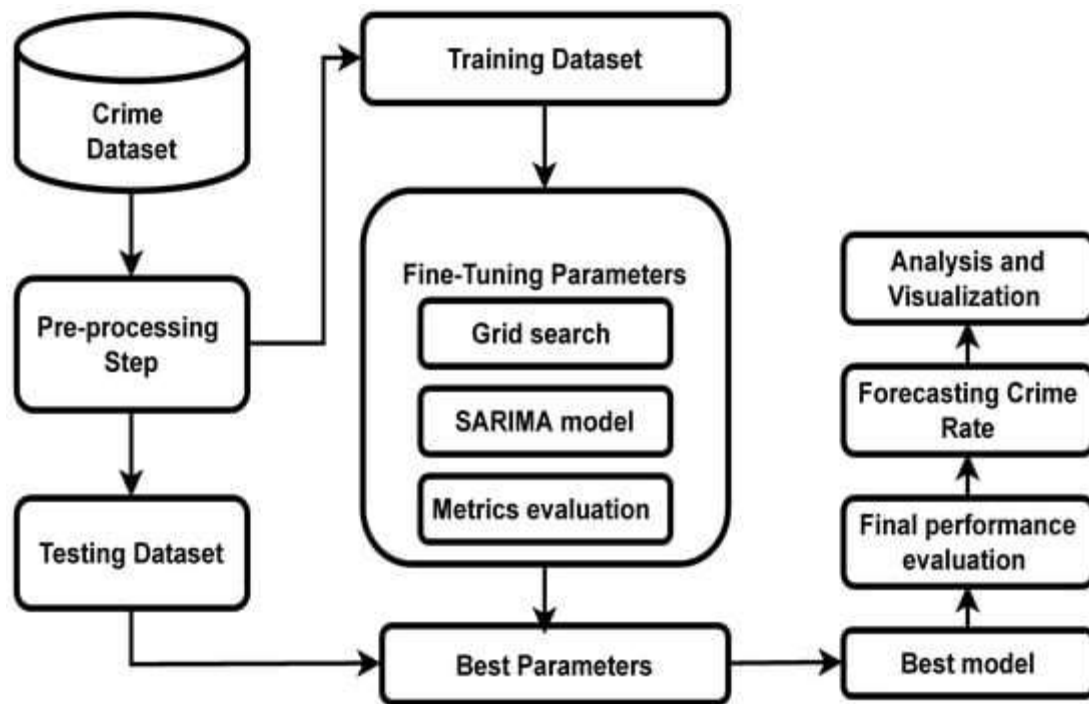 Crime
Dataset
Pre-processing
Step
Testing Dataset
Training Dataset
Fine-Tuning Parameters
Grid search
SARIMA model
Metrics evaluation
Best Parameters
Analysis and
Visualization
Forecasting Crime
Rate
Final performance
evaluation
Best model